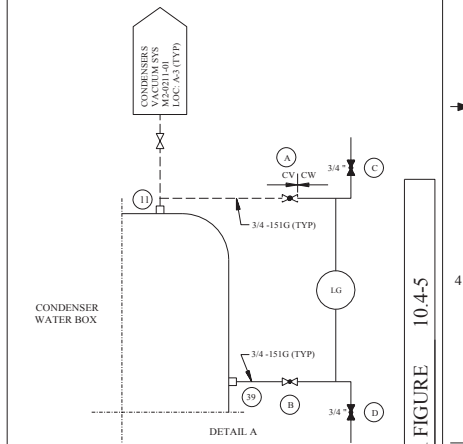 CONDENSERS
VACUUM SYS
M2-0211-01
LOC: A-3 (TYP)
A
CV CW
3/4 "
C
11
3/4 -151G (TYP)
CONDENSER
WATER BOX
LG
3/4 -151G (TYP)
39
B
3/4 "
D
DETAIL A
FIGURE 10.4-5
4